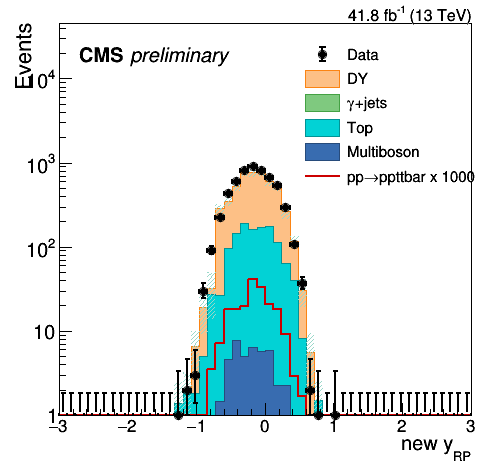 41.8 fb⁻¹ (13 TeV)
Events
CMS preliminary
Data
DY
γ+jets
Top
Multiboson
pp→ppttbar x 1000
10⁴
10³
10²
10
1
−3 −2 −1 0 1 2 3
new y_RP